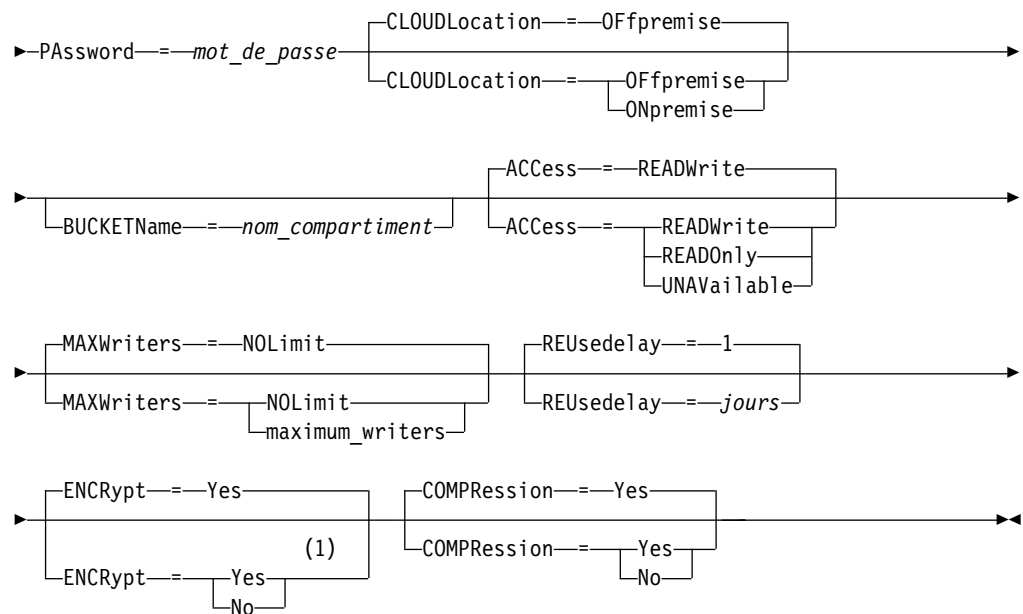 CLOUDLocation = OFfpremise
PAssword = mot_de_passe
CLOUDLocation = OFfpremise
ONpremise
ACCess = READWrite
BUCKETName = nom_compartiment
ACCess = READWrite
READOnly
UNAVailable
MAXWriters = NOLimit REUsedelay = 1
MAXWriters = NOLimit REUsedelay = jours
maximum_writers
ENCRypt = Yes COMPRession = Yes
(1)
COMPRession = Yes
ENCRypt = Yes No
No